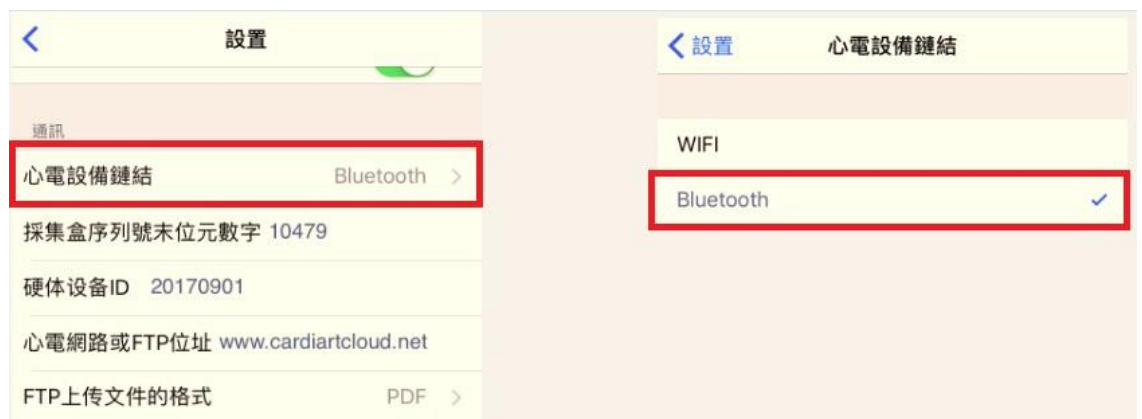 設置
通訊
心電設備鏈結 Bluetooth
採集盒序列號末位元數字 10479
硬体设备ID 20170901
心電網路或FTP位址 www.cardiartcloud.net
FTP上传文件的格式 PDF
設置 心電設備鏈結
WIFI
Bluetooth